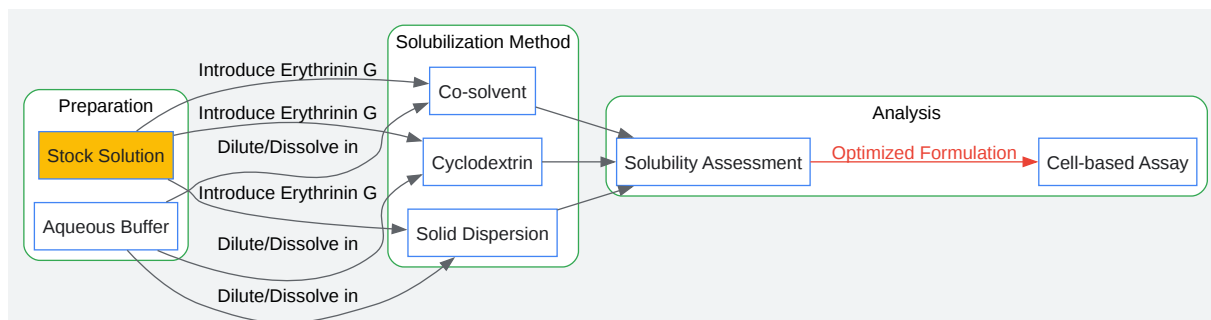 Preparation
Stock Solution
Aqueous Buffer
Introduce Erythrinin G
Introduce Erythrinin G
Dilute/Dissolve in
Introduce Erythrinin G
Dilute/Dissolve in
Dilute/Dissolve in
Solubilization Method
Co-solvent
Cyclodextrin
Solid Dispersion
Analysis
Solubility Assessment
Optimized Formulation
Cell-based Assay